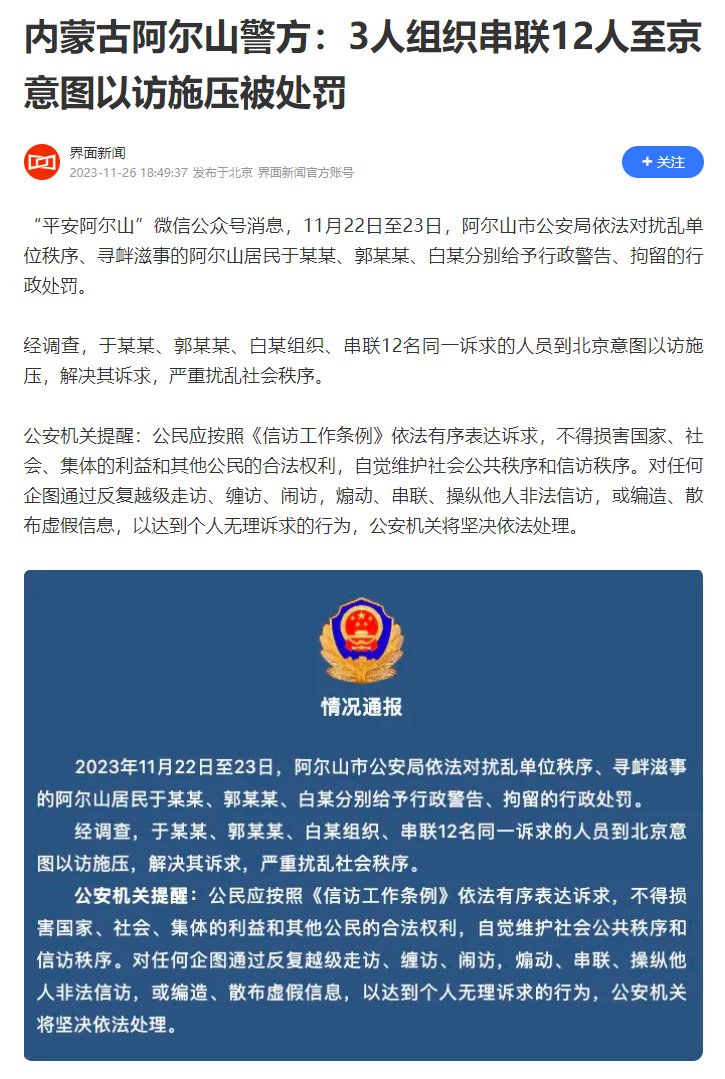 内蒙古阿尔山警方：3人组织串联12人至京
意图以访施压被处罚
界面新闻
2023-11-26 18:49:37 发布于北京 界面新闻官方账号
+ 关注
“平安阿尔山”微信公众号消息，11月22日至23日，阿尔山市公安局依法对扰乱单
位秩序、寻衅滋事的阿尔山居民于某某、郭某某、白某分别给予行政警告、拘留的行
政处罚。
经调查，于某某、郭某某、白某组织、串联12名同一诉求的人员到北京意图以访施
压，解决其诉求，严重扰乱社会秩序。
公安机关提醒：公民应按照《信访工作条例》依法有序表达诉求，不得损害国家、社
会、集体的利益和其他公民的合法权利，自觉维护社会公共秩序和信访秩序。对任何
企图通过反复越级走访、缠访、闹访，煽动、串联、操纵他人非法信访，或编造、散
布虚假信息，以达到个人无理诉求的行为，公安机关将坚决依法处理。
情况通报
2023年11月22日至23日，阿尔山市公安局依法对扰乱单位秩序、寻衅滋事
的阿尔山居民于某某、郭某某、白某分别给予行政警告、拘留的行政处罚。
经调查，于某某、郭某某、白某组织、串联12名同一诉求的人员到北京意
图以访施压，解决其诉求，严重扰乱社会秩序。
公安机关提醒：公民应按照《信访工作条例》依法有序表达诉求，不得损
害国家、社会、集体的利益和其他公民的合法权利，自觉维护社会公共秩序和
信访秩序。对任何企图通过反复越级走访、缠访、闹访，煽动、串联、操纵他
人非法信访，或编造、散布虚假信息，以达到个人无理诉求的行为，公安机关
将坚决依法处理。